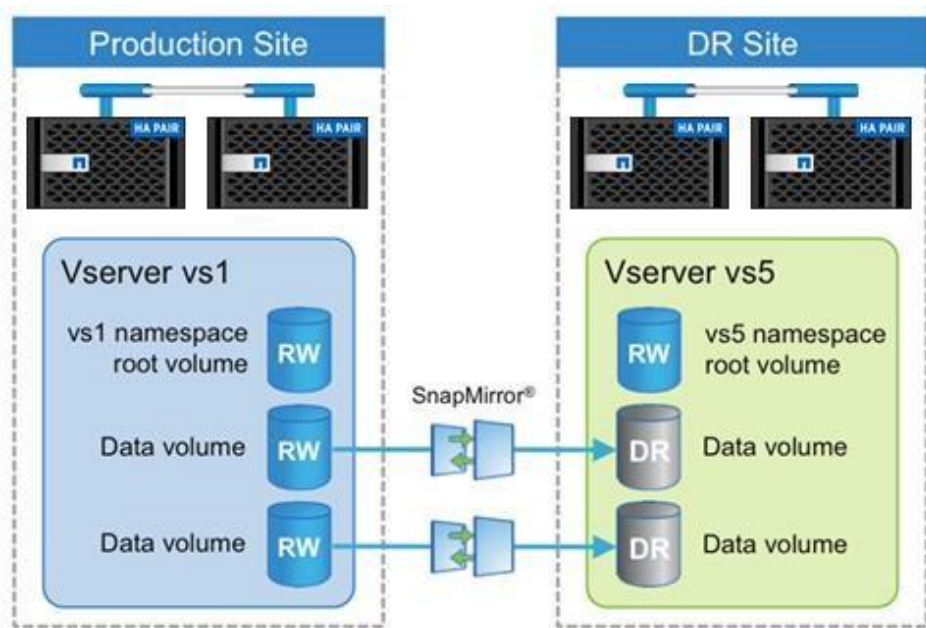 Production Site
HA PAIR
HA PAIR
Vserver vs1
vs1 namespace
root volume
RW
Data volume
RW
Data volume
RW
SnapMirror®
DR Site
HA PAIR
HA PAIR
Vserver vs5
RW
vs5 namespace
root volume
DR
Data volume
DR
Data volume